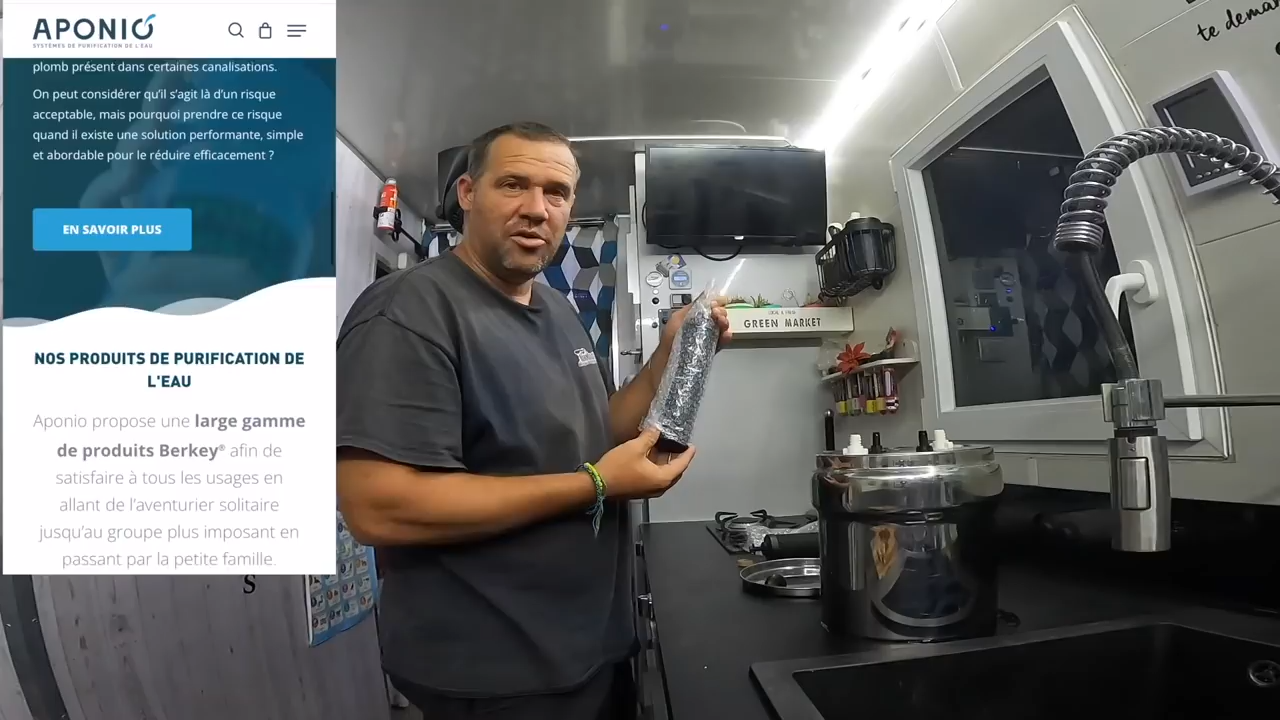 APONIO
SYSTÈMES DE PURIFICATION DE L'EAU
plomb présent dans certaines canalisations.
On peut considérer qu'il s'agit là d'un risque
acceptable, mais pourquoi prendre ce risque
quand il existe une solution performante, simple
et abordable pour le réduire efficacement ?
EN SAVOIR PLUS
NOS PRODUITS DE PURIFICATION DE
L'EAU
Aponio propose une large gamme
de produits Berkey® afin de
satisfaire à tous les usages en
allant de l'aventurier solitaire
jusqu'au groupe plus imposant en
passant par la petite famille.
S
te deman
GREEN MARKET